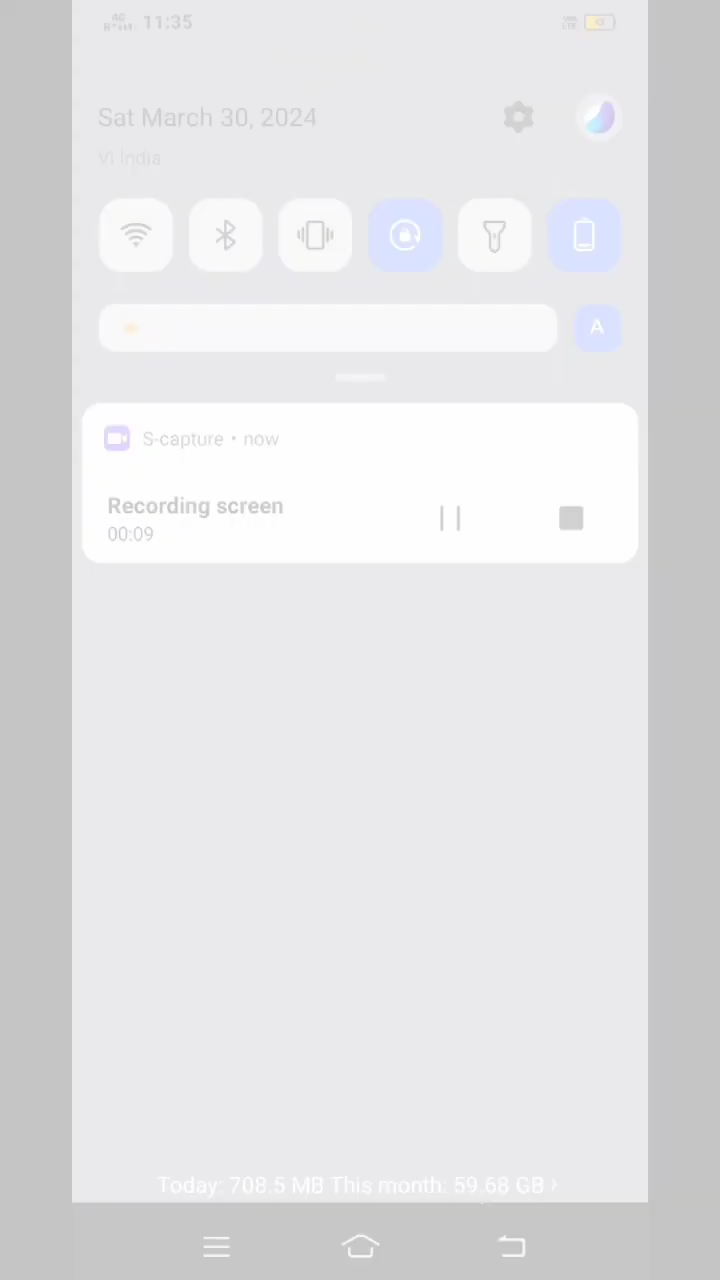 4G
11:35
Sat March 30, 2024
Vi India
A
S-capture • now
Recording screen
00:09
Today: 708.5 MB This month: 59.68 GB ›